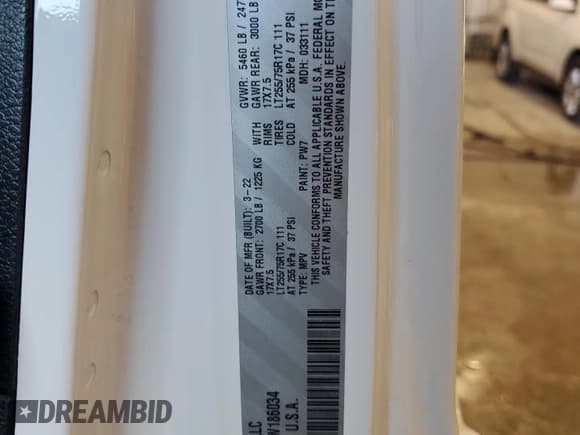 LLC
W186034
U.S.A.
DATE OF MFR (BUILT): 3-22 GVWR: 5460 LB / 247
GAWR FRONT: 2700 LB / 1225 KG WITH GAWR REAR: 3000 LB
17X7.5 RIMS 17X7.5
LT255/75R17C 111 TIRES LT255/75R17C 111
AT 255 kPa / 37 PSI COLD AT 255 kPa / 37 PSI
TYPE: MPV PAINT: PW7 MDH: 033111
THIS VEHICLE CONFORMS TO ALL APPLICABLE U.S.A. FEDERAL MO
SAFETY AND THEFT PREVENTION STANDARDS IN EFFECT ON T
MANUFACTURE SHOWN ABOVE.
DREAMBID